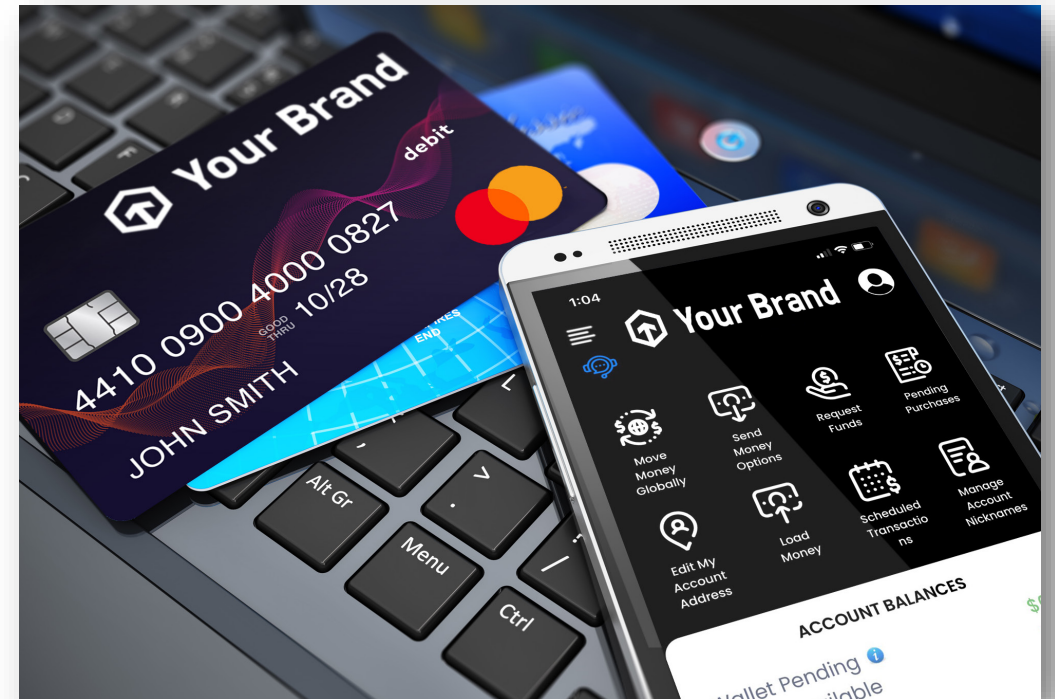 Your Brand
debit
4410 0900 4000 0827
GOOD
THRU 10/28
JOHN SMITH
END
Alt Gr
Menu
Ctrl
1:04
Your Brand
Move
Money
Globally
Send
Money
Options
Request
Funds
Pending
Purchases
Edit My
Account
Address
Load
Money
Scheduled
Transactio
ns
Manage
Account
Nicknames
ACCOUNT BALANCES
Pending